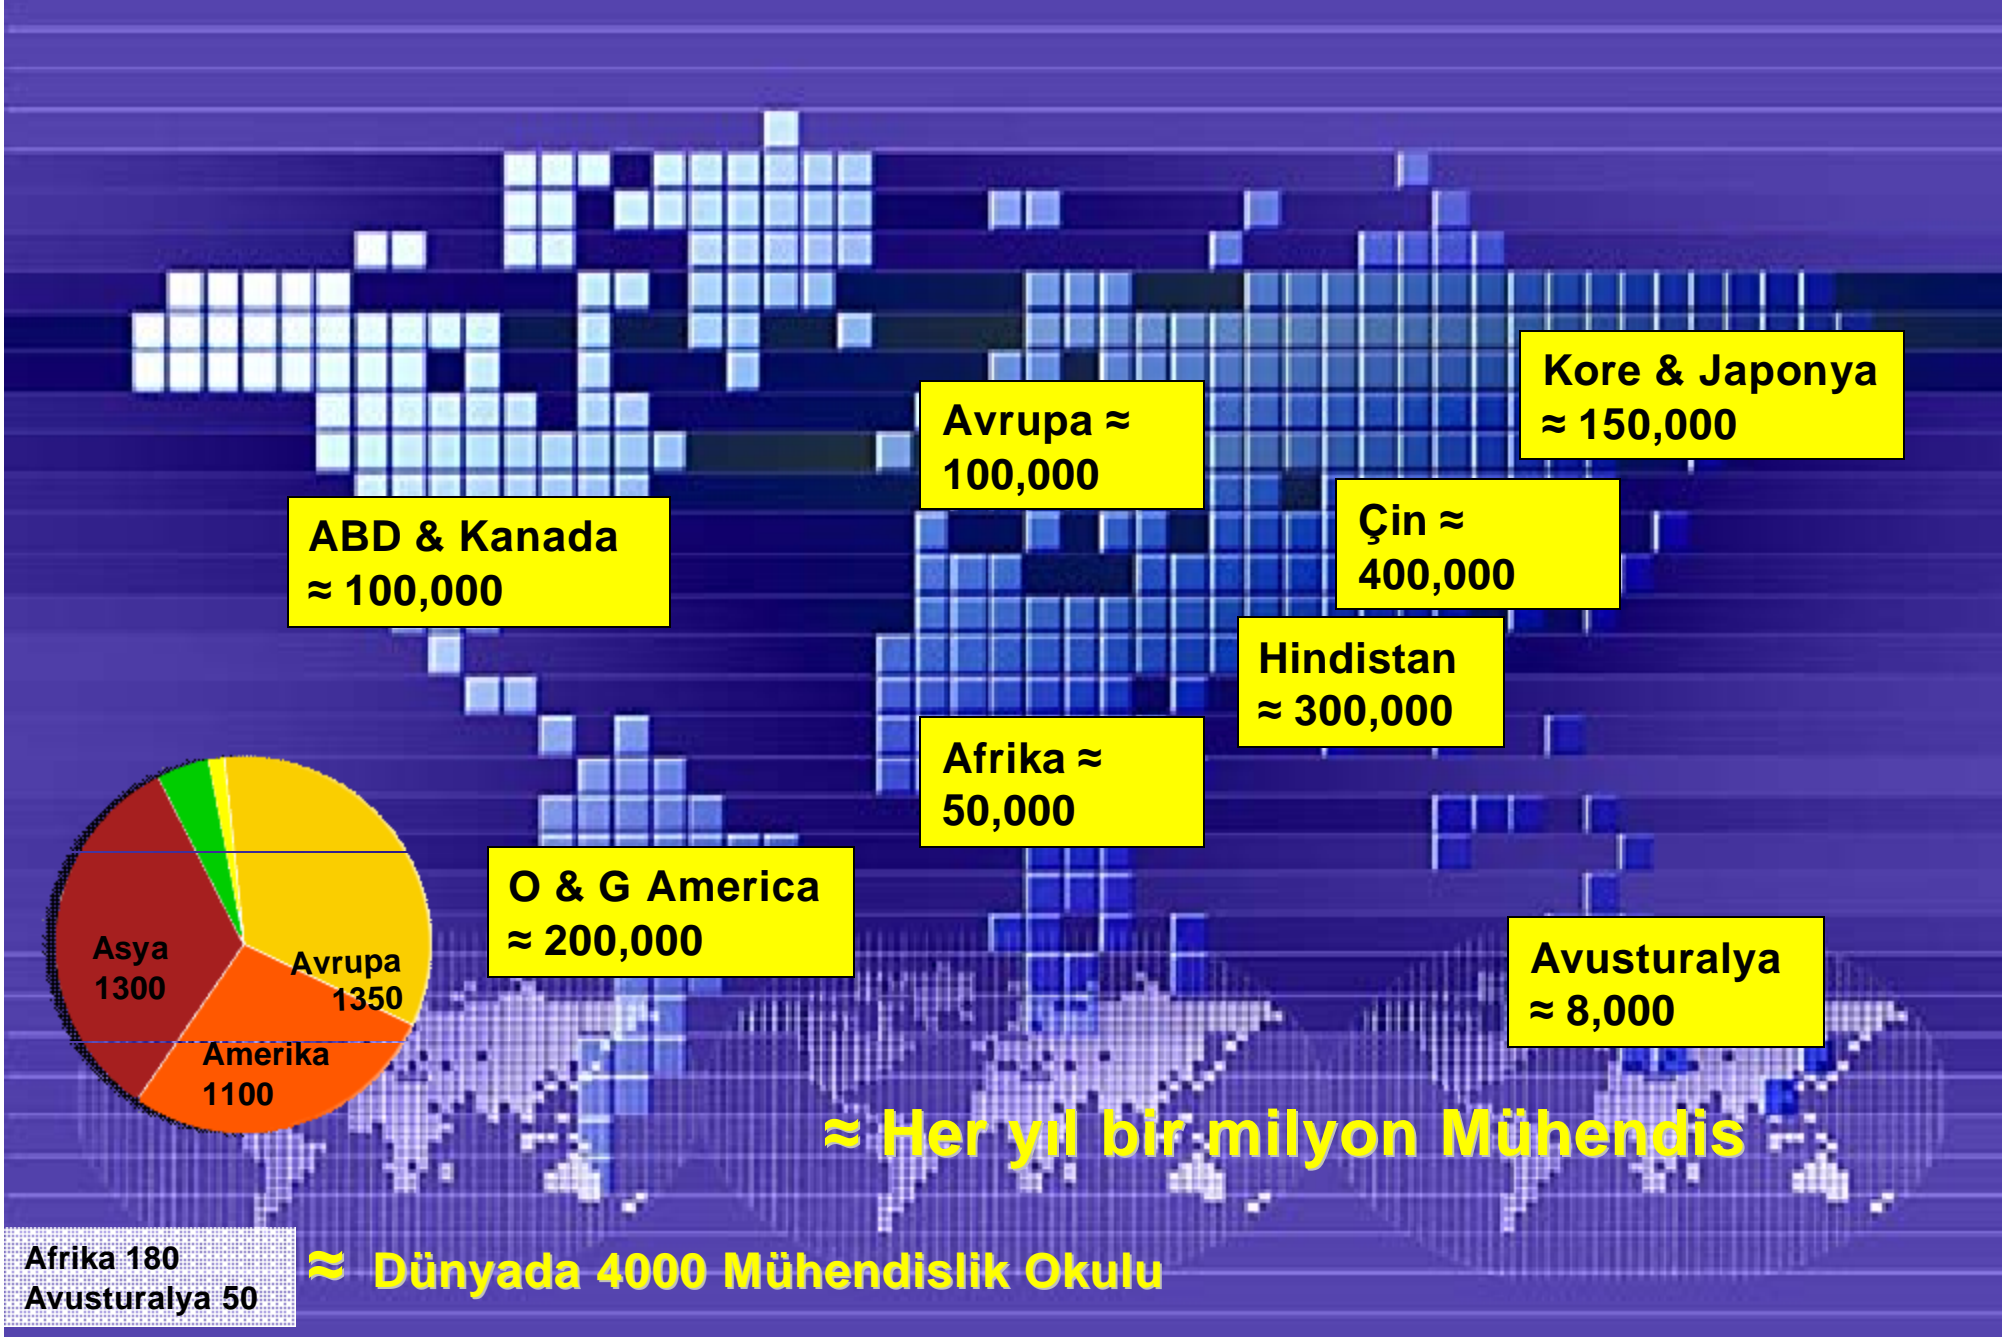 Kore & Japonya
≈ 150,000
Avrupa ≈
100,000
ABD & Kanada
≈ 100,000
Çin ≈
400,000
Hindistan
≈ 300,000
Afrika ≈
50,000
O & G America
≈ 200,000
Avusturalya
≈ 8,000
Asya
1300
Avrupa
1350
Amerika
1100
≈ Her yıl bir milyon Mühendis
Afrika 180
Avusturalya 50
≈ Dünyada 4000 Mühendislik Okulu